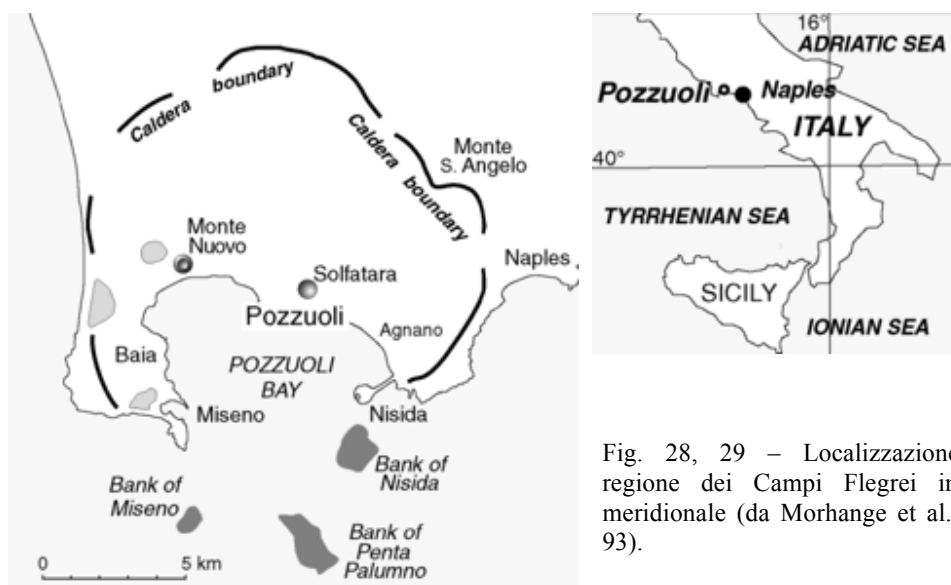 Caldera
boundary
Caldera
boundary
Monte
S. Angelo
Monte
Nuovo
Solfatara
Naples
Pozzuoli
Agnano
Baia
POZZUOLI
BAY
Miseno
Nisida
Bank of
Nisida
Bank of
Miseno
Bank of
Penta
Palumno
0 5 km
16°
ADRIATIC SEA
Pozzuoli
Naples
ITALY
40°
TYRRHENIAN SEA
SICILY
IONIAN SEA
Fig. 28, 29 – Localizzazione
regione dei Campi Flegrei in
meridionale (da Morhange et al.
93).